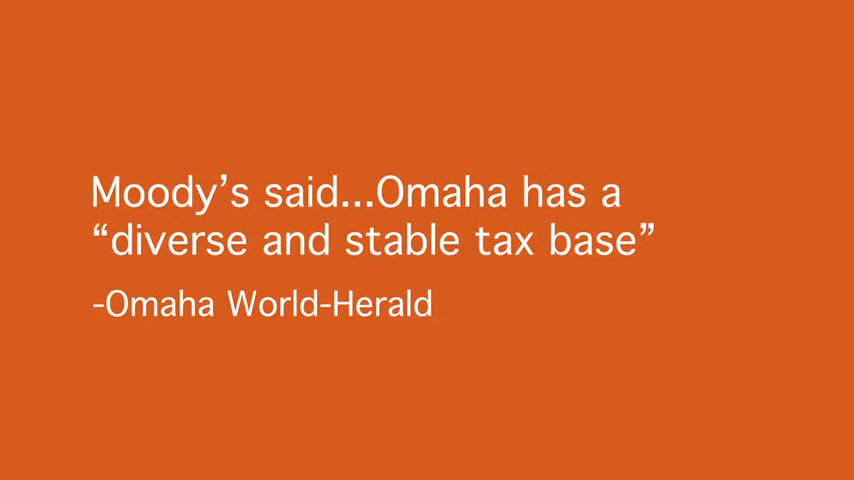 Moody’s said...Omaha has a
“diverse and stable tax base”
-Omaha World-Herald